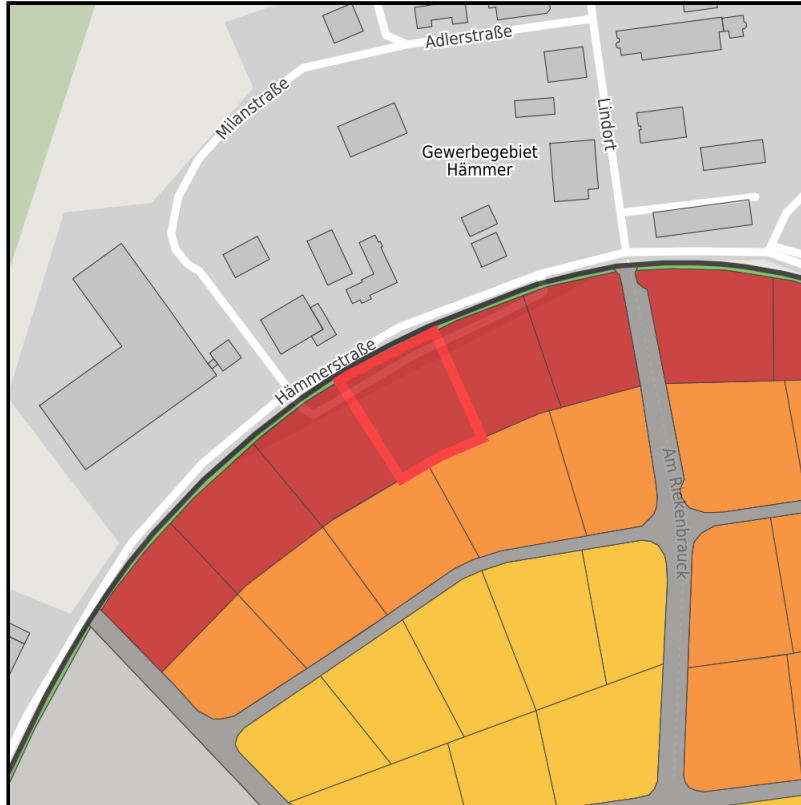 Adlerstraße
Milanstraße
Lindort
Gewerbegebiet
Hämmer
Hämmerstraße
Am Riekenbrauck